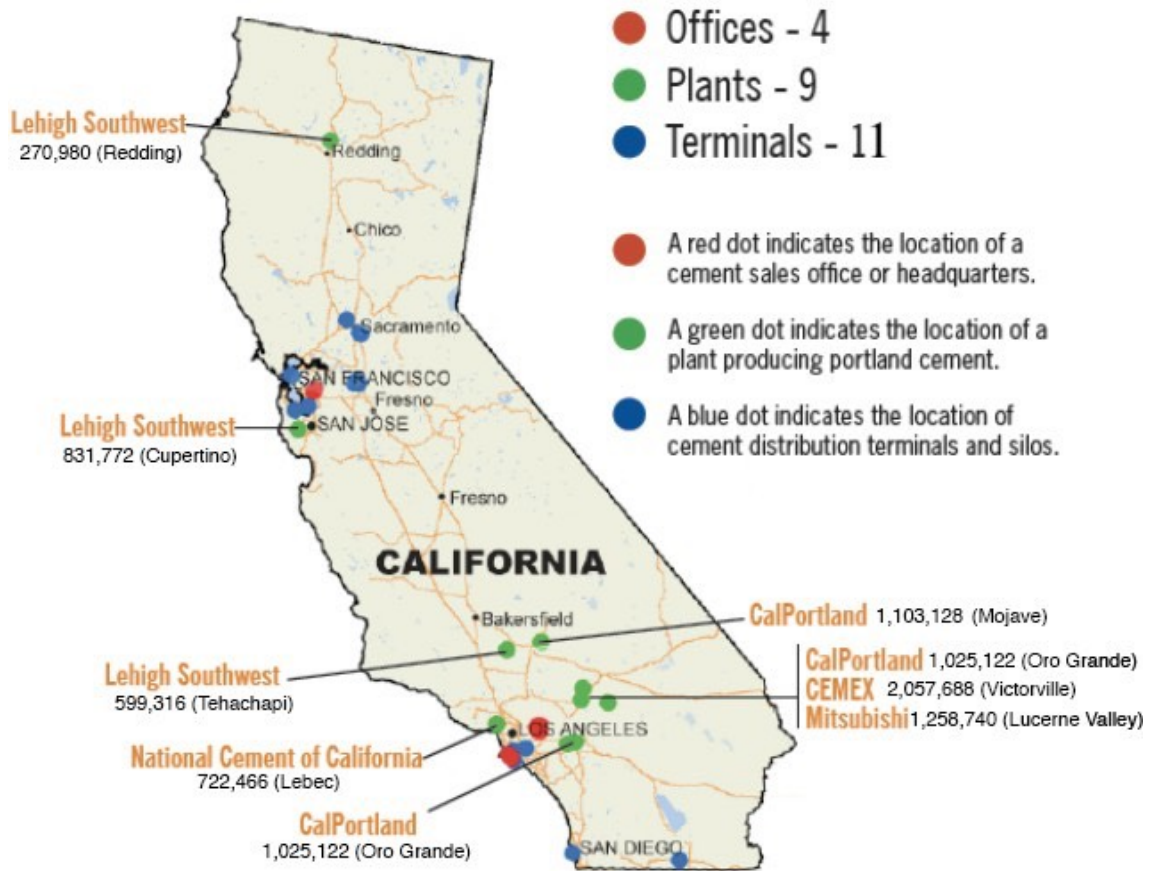 Offices - 4
Plants - 9
Terminals - 11
A red dot indicates the location of a
cement sales office or headquarters.
A green dot indicates the location of a
plant producing portland cement.
A blue dot indicates the location of
cement distribution terminals and silos.
Lehigh Southwest
270,980 (Redding)
Redding
Chico
Sacramento
SAN FRANCISCO
Fresno
Lehigh Southwest
SAN JOSE
831,772 (Cupertino)
Fresno
CALIFORNIA
Bakersfield
CalPortland 1,103,128 (Mojave)
CalPortland 1,025,122 (Oro Grande)
CEMEX 2,057,688 (Victorville)
Mitsubishi 1,258,740 (Lucerne Valley)
Lehigh Southwest
599,316 (Tehachapi)
LOS ANGELES
National Cement of California
722,466 (Lebec)
CalPortland
1,025,122 (Oro Grande)
SAN DIEGO